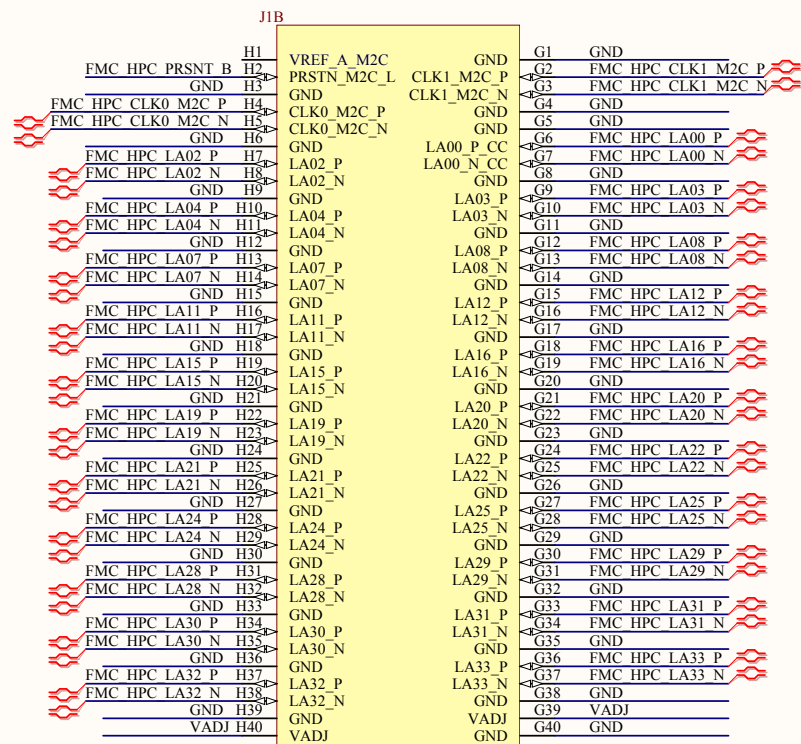 J1B
H1 VREF_A_M2C GND G1 GND
FMC_HPC_PRSNT_B H2 PRSTN_M2C_L CLK1_M2C_P G2 FMC_HPC_CLK1_M2C_P
GND H3 GND CLK1_M2C_N G3 FMC_HPC_CLK1_M2C_N
FMC_HPC_CLK0_M2C_P H4 CLK0_M2C_P GND G4 GND
FMC_HPC_CLK0_M2C_N H5 CLK0_M2C_N GND G5 GND
GND H6 GND LA00_P_CC G6 FMC_HPC_LA00_P
FMC_HPC_LA02_P H7 LA02_P LA00_N_CC G7 FMC_HPC_LA00_N
FMC_HPC_LA02_N H8 LA02_N GND G8 GND
GND H9 GND LA03_P G9 FMC_HPC_LA03_P
FMC_HPC_LA04_P H10 LA04_P LA03_N G10 FMC_HPC_LA03_N
FMC_HPC_LA04_N H11 LA04_N GND G11 GND
GND H12 GND LA08_P G12 FMC_HPC_LA08_P
FMC_HPC_LA07_P H13 LA07_P LA08_N G13 FMC_HPC_LA08_N
FMC_HPC_LA07_N H14 LA07_N GND G14 GND
GND H15 GND LA12_P G15 FMC_HPC_LA12_P
FMC_HPC_LA11_P H16 LA11_P LA12_N G16 FMC_HPC_LA12_N
FMC_HPC_LA11_N H17 LA11_N GND G17 GND
GND H18 GND LA16_P G18 FMC_HPC_LA16_P
FMC_HPC_LA15_P H19 LA15_P LA16_N G19 FMC_HPC_LA16_N
FMC_HPC_LA15_N H20 LA15_N GND G20 GND
GND H21 GND LA20_P G21 FMC_HPC_LA20_P
FMC_HPC_LA19_P H22 LA19_P LA20_N G22 FMC_HPC_LA20_N
FMC_HPC_LA19_N H23 LA19_N GND G23 GND
GND H24 GND LA22_P G24 FMC_HPC_LA22_P
FMC_HPC_LA21_P H25 LA21_P LA22_N G25 FMC_HPC_LA22_N
FMC_HPC_LA21_N H26 LA21_N GND G26 GND
GND H27 GND LA25_P G27 FMC_HPC_LA25_P
FMC_HPC_LA24_P H28 LA24_P LA25_N G28 FMC_HPC_LA25_N
FMC_HPC_LA24_N H29 LA24_N GND G29 GND
GND H30 GND LA29_P G30 FMC_HPC_LA29_P
FMC_HPC_LA28_P H31 LA28_P LA29_N G31 FMC_HPC_LA29_N
FMC_HPC_LA28_N H32 LA28_N GND G32 GND
GND H33 GND LA31_P G33 FMC_HPC_LA31_P
FMC_HPC_LA30_P H34 LA30_P LA31_N G34 FMC_HPC_LA31_N
FMC_HPC_LA30_N H35 LA30_N GND G35 GND
GND H36 GND LA33_P G36 FMC_HPC_LA33_P
FMC_HPC_LA32_P H37 LA32_P LA33_N G37 FMC_HPC_LA33_N
FMC_HPC_LA32_N H38 LA32_N GND G38 GND
GND H39 GND VADJ G39 VADJ
VADJ H40 VADJ GND G40 GND